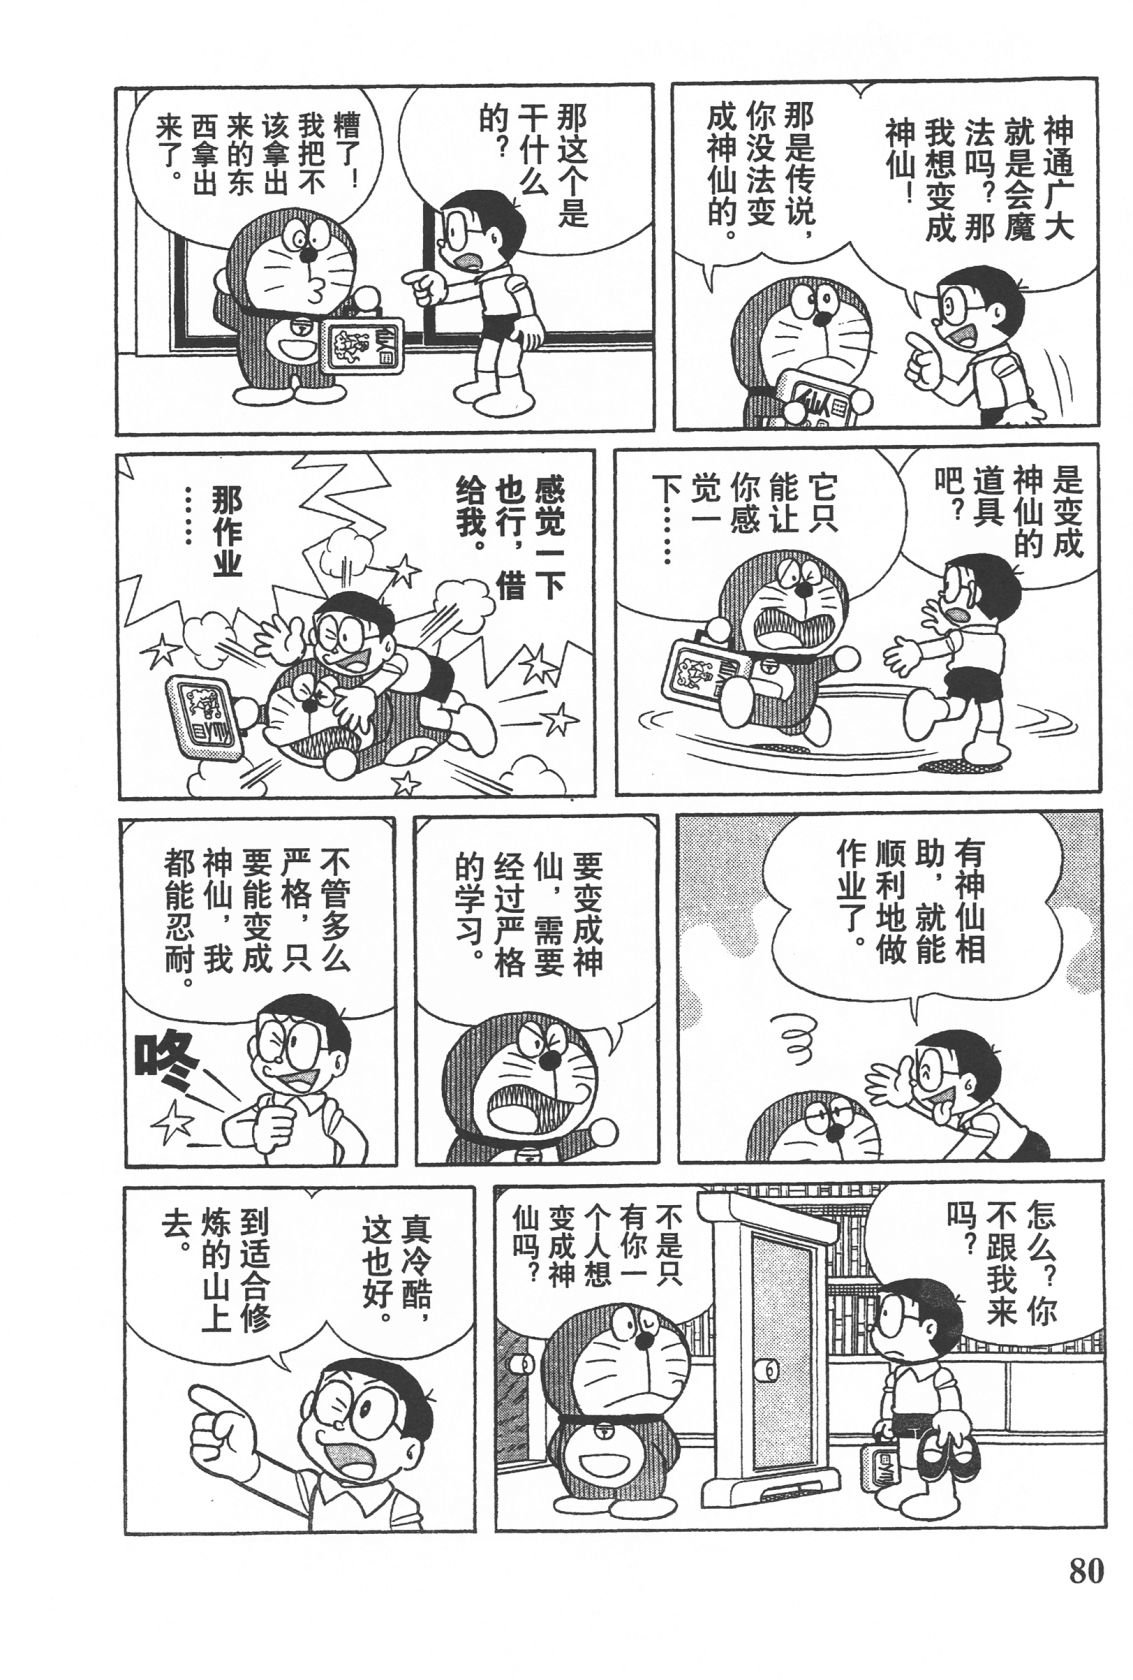 神通广大
就是会魔
法吗？那
我想变成
神仙！
那是传说，
你没法变
成神仙的。
那这个是
干什么
的？
糟了！
我把不
该拿出
来的东
西拿出
来了。
是变成
神仙的
道具
吧？
它只
能让
你感
觉一
下……
感觉一下
也行，借
给我。
那作业
……
有神仙相
助，就能
顺利地做
作业了。
要变成神
仙，需要
经过严格
的学习。
不管多么
严格，只
要能变成
神仙，我
都能忍耐。
咚
怎么？你
不跟我来
吗？
不是只
有你一
个人想
变成神
仙吗？
真冷酷，
这也好。
到适合修
炼的山上
去。
80